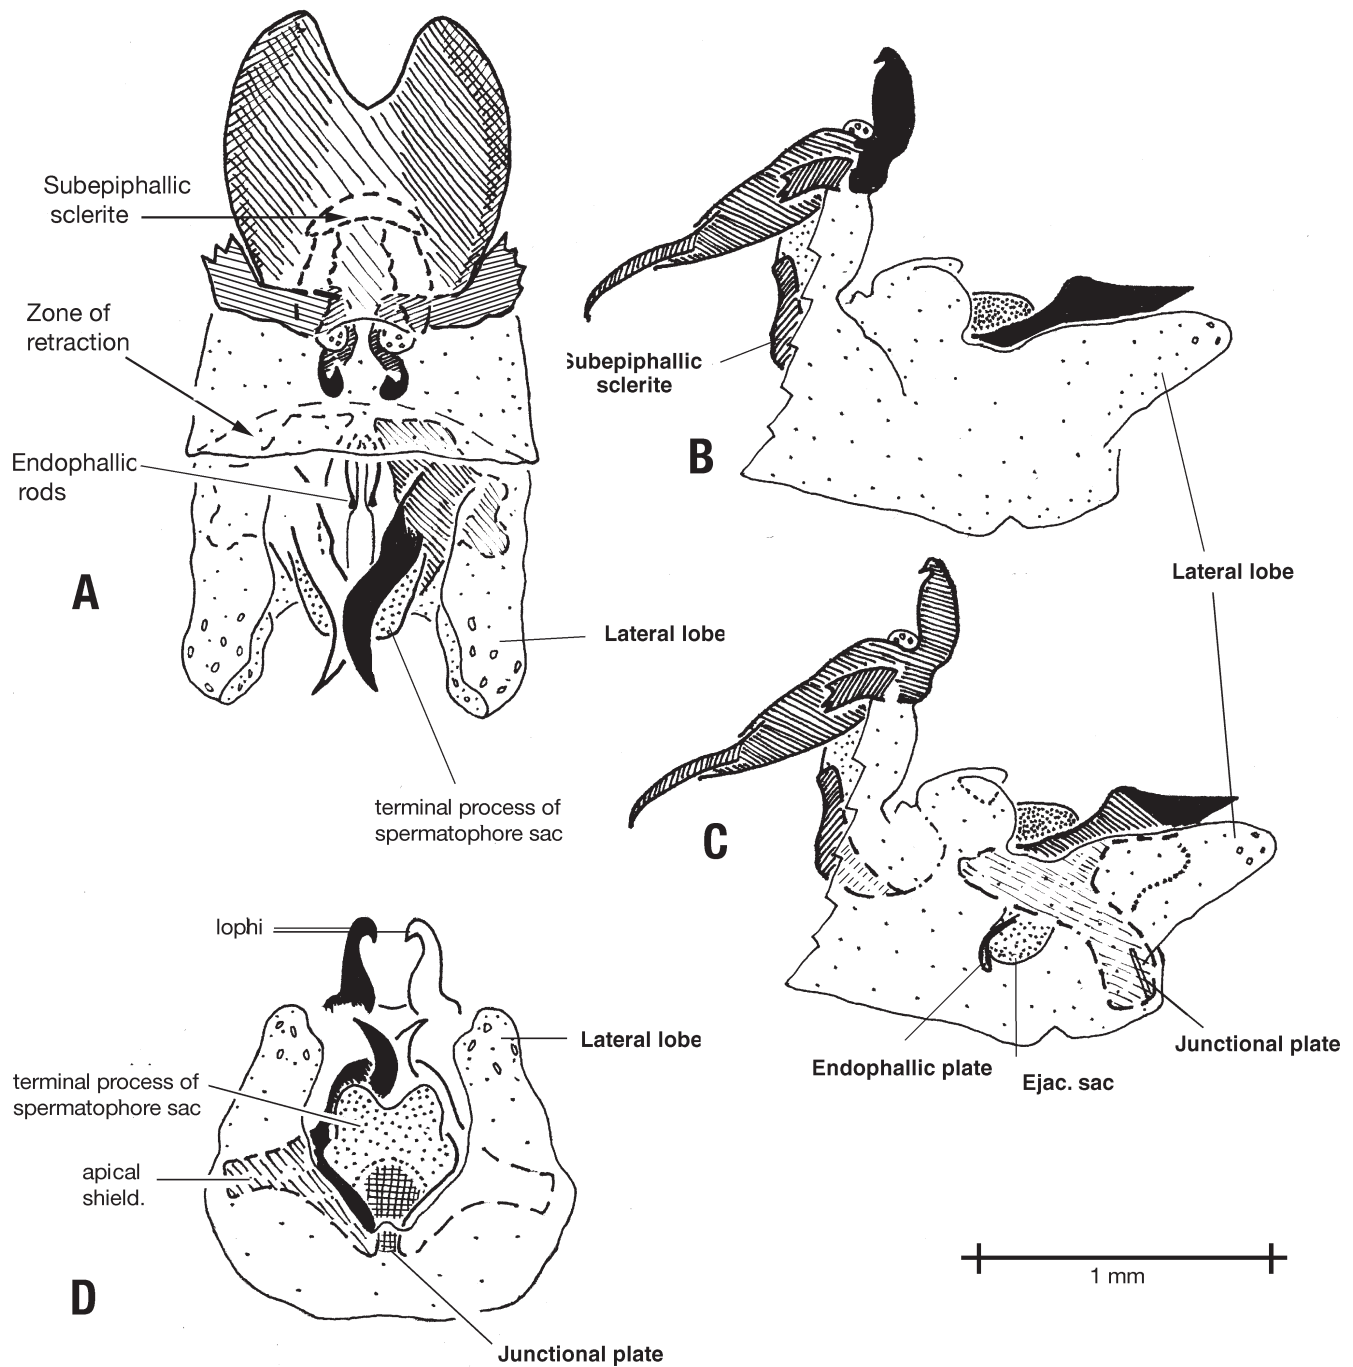 Subepiphallic
sclerite
Zone of
retraction
Endophallic
rods
A
Lateral lobe
terminal process of
spermatophore sac
Subepiphallic
sclerite
B
Lateral lobe
C
Endophallic plate
Ejac. sac
Junctional plate
lophi
Lateral lobe
terminal process of
spermatophore sac
apical
shield.
D
Junctional plate
1 mm